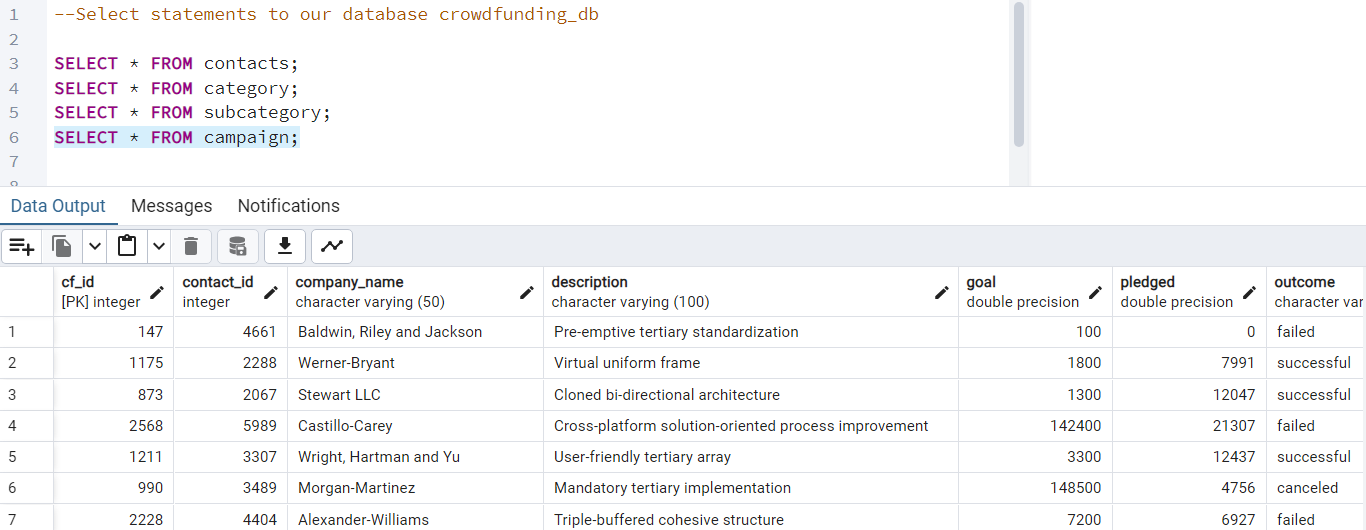 1 --Select statements to our database crowdfunding_db
2
3 SELECT * FROM contacts;
4 SELECT * FROM category;
5 SELECT * FROM subcategory;
6 SELECT * FROM campaign;
7
8
Data Output Messages Notifications
cf_id contact_id company_name description goal pledged outcome
[PK] integer integer character varying (50) character varying (100) double precision double precision character var
1 147 4661 Baldwin, Riley and Jackson Pre-emptive tertiary standardization 100 0 failed
2 1175 2288 Werner-Bryant Virtual uniform frame 1800 7991 successful
3 873 2067 Stewart LLC Cloned bi-directional architecture 1300 12047 successful
4 2568 5989 Castillo-Carey Cross-platform solution-oriented process improvement 142400 21307 failed
5 1211 3307 Wright, Hartman and Yu User-friendly tertiary array 3300 12437 successful
6 990 3489 Morgan-Martinez Mandatory tertiary implementation 148500 4756 canceled
7 2228 4404 Alexander-Williams Triple-buffered cohesive structure 7200 6927 failed